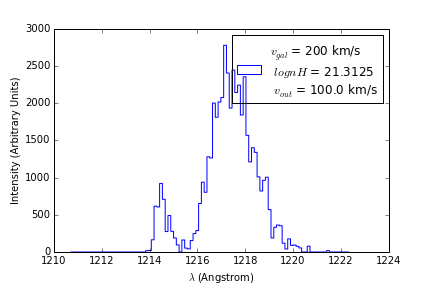 3000
2500
2000
1500
1000
500
0
Intensity (Arbitrary Units)
v_gal = 200 km/s
lognH = 21.3125
v_out = 100.0 km/s
1210 1212 1214 1216 1218 1220 1222 1224
λ (Angstrom)